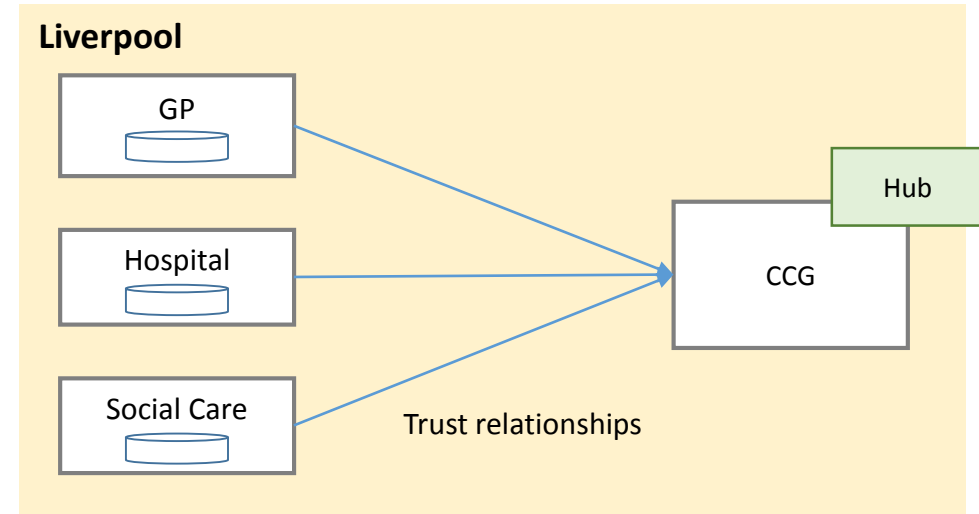 Liverpool
GP
Hospital
Social Care
Trust relationships
Hub
CCG